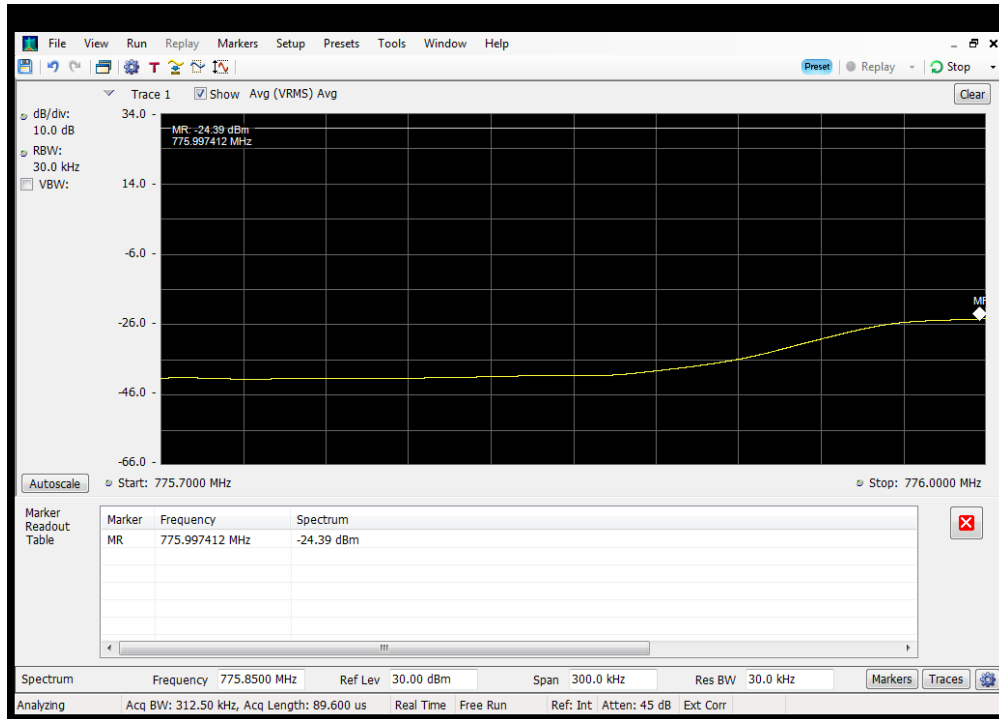 File View Run Replay Markers Setup Presets Tools Window Help
Preset Replay Stop
Trace 1 Show Avg (VRMS) Avg Clear
dB/div: 34.0
10.0 dB
MR: -24.39 dBm
775.997412 MHz
RBW:
30.0 kHz
VBW: 14.0
-6.0
MR
-26.0
-46.0
-66.0
Autoscale Start: 775.7000 MHz Stop: 776.0000 MHz
Marker Readout Table
Marker Frequency Spectrum
MR 775.997412 MHz -24.39 dBm
Spectrum Frequency 775.8500 MHz Ref Lev 30.00 dBm Span 300.0 kHz Res BW 30.0 kHz Markers Traces
Analyzing Acq BW: 312.50 kHz, Acq Length: 89.600 us Real Time Free Run Ref: Int Atten: 45 dB Ext Corr